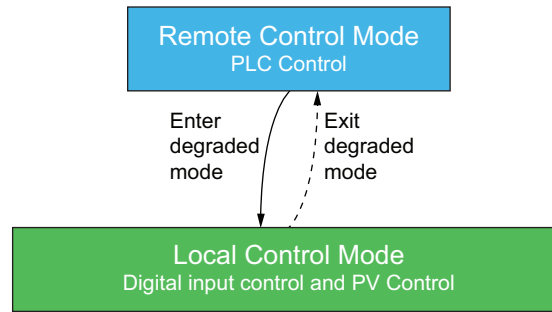 Remote Control Mode
PLC Control
Enter
degraded
mode
Exit
degraded
mode
Local Control Mode
Digital input control and PV Control